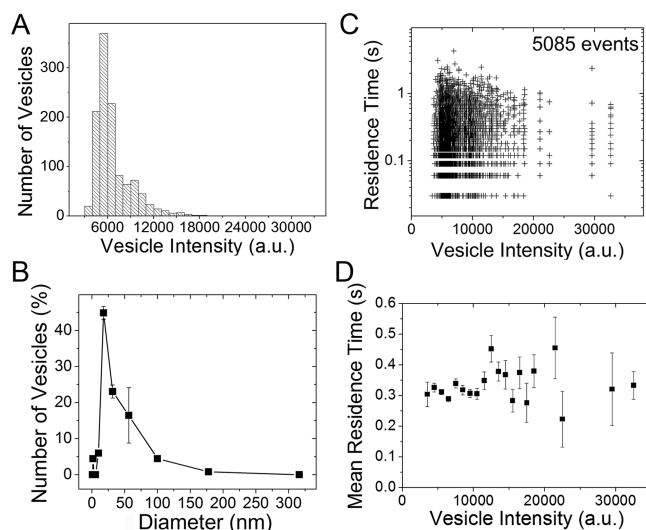 A
Number of Vesicles
300
200
100
0
6000 12000 18000 24000 30000
Vesicle Intensity (a.u.)
B
Number of Vesicles (%)
40
30
20
10
0
0 50 100 150 200 250 300
Diameter (nm)
C
5085 events
Residence Time (s)
1
0.1
10000 20000 30000
Vesicle Intensity (a.u.)
D
Mean Residence Time (s)
0.6
0.5
0.4
0.3
0.2
0.1
0.0
10000 20000 30000
Vesicle Intensity (a.u.)